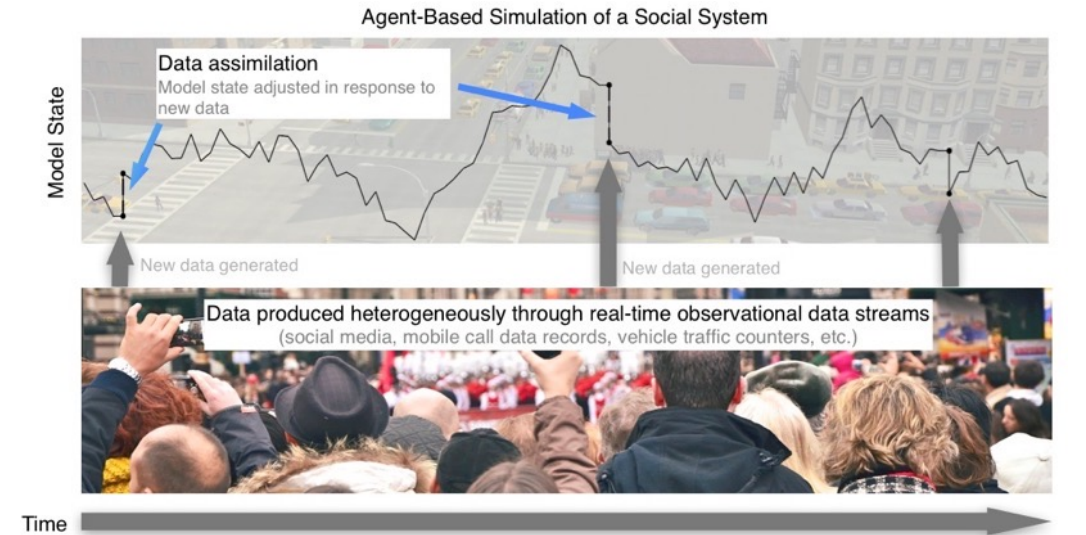 Agent-Based Simulation of a Social System
Data assimilation
Model state adjusted in response to
new data
Model State
New data generated
New data generated
Data produced heterogeneously through real-time observational data streams
(social media, mobile call data records, vehicle traffic counters, etc.)
Time